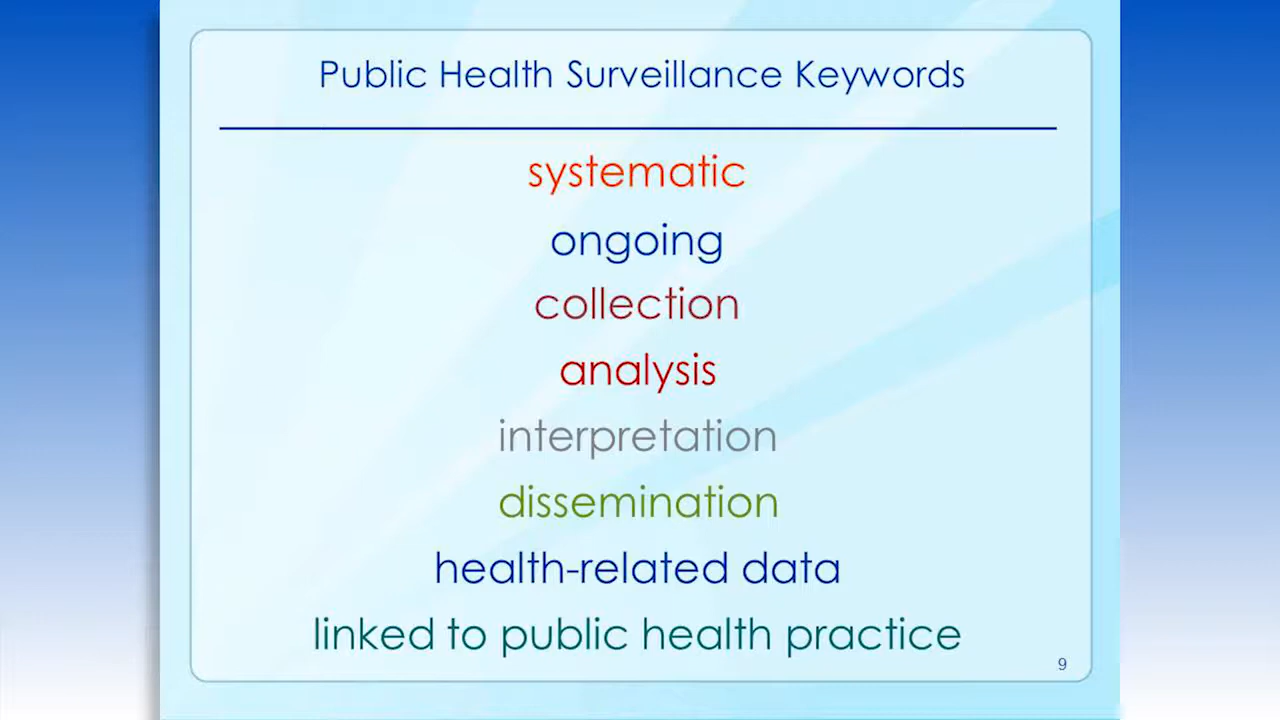 Public Health Surveillance Keywords
systematic
ongoing
collection
analysis
interpretation
dissemination
health-related data
linked to public health practice
9